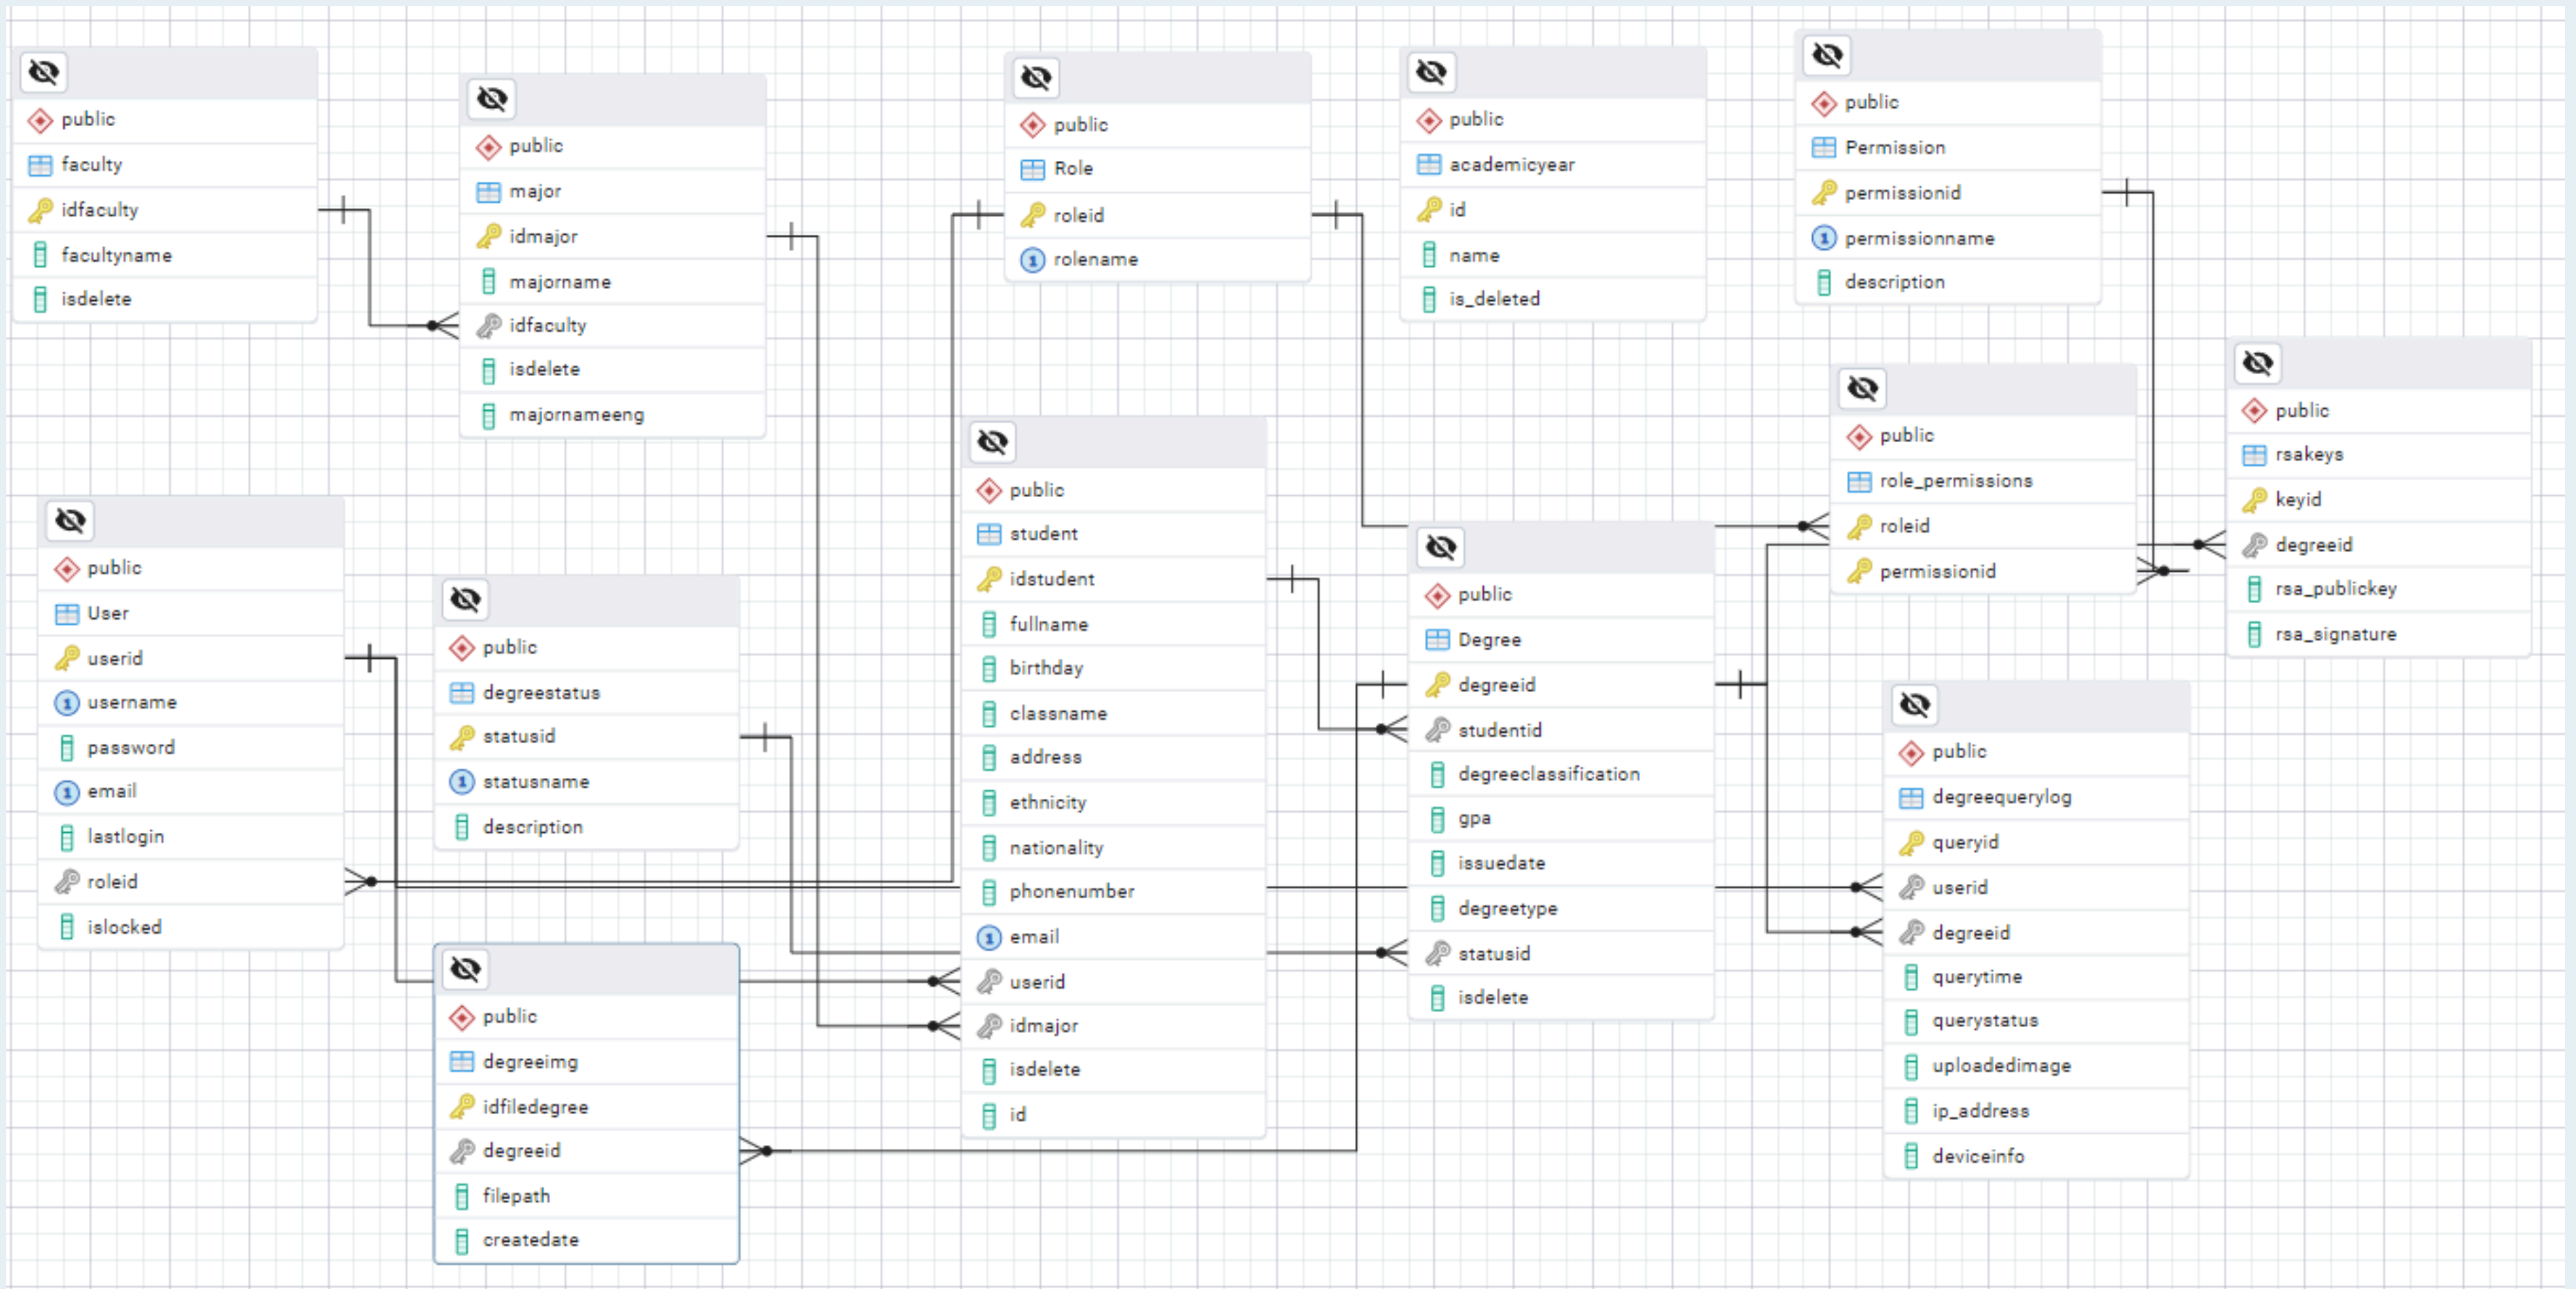 public
faculty
idfaculty
facultyname
isdelete
public
major
idmajor
majorname
idfaculty
isdelete
majornameeng
public
Role
roleid
rolename
public
academicyear
id
name
is_deleted
public
Permission
permissionid
permissionname
description
public
role_permissions
roleid
permissionid
public
rsakeys
keyid
degreeid
rsa_publickey
rsa_signature
public
User
userid
username
password
email
lastlogin
roleid
islocked
public
degreestatus
statusid
statusname
description
public
student
idstudent
fullname
birthday
classname
address
ethnicity
nationality
phonenumber
email
userid
idmajor
isdelete
id
public
Degree
degreeid
studentid
degreeclassification
gpa
issuedate
degreetype
statusid
isdelete
public
degreequerylog
queryid
userid
degreeid
querytime
querystatus
uploadedimage
ip_address
deviceinfo
public
degreeimg
idfiledegree
degreeid
filepath
createdate